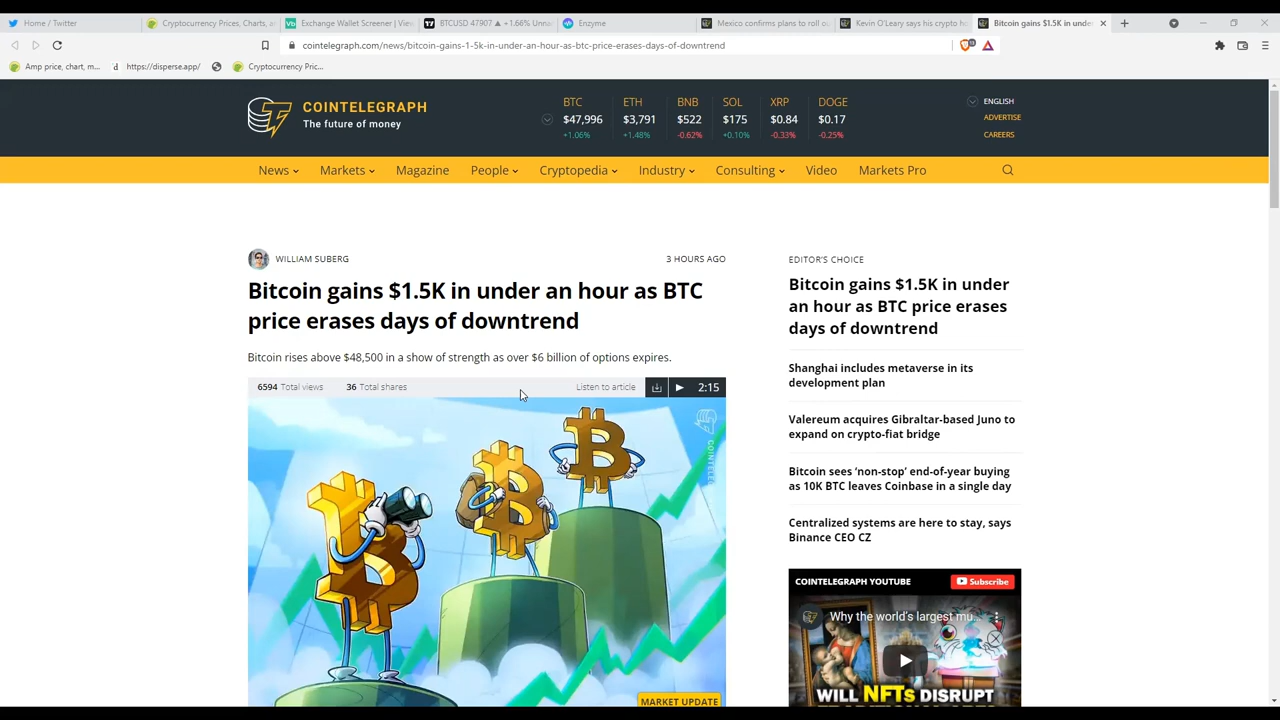 Home / Twitter
Cryptocurrency Prices, Charts, a
Exchange Wallet Screener | View
BTCUSD 47907 ▲ +1.66% Unna
Enzyme
Mexico confirms plans to roll ou
Kevin O'Leary says his crypto ho
Bitcoin gains $1.5K in unde
cointelegraph.com/news/bitcoin-gains-1-5k-in-under-an-hour-as-btc-price-erases-days-of-downtrend
Amp price, chart, m...
https://disperse.app/
Cryptocurrency Pric...
COINTELEGRAPH
The future of money
BTC ETH BNB SOL XRP DOGE
$47,996 $3,791 $522 $175 $0.84 $0.17
+1.06% +1.48% -0.62% +0.10% -0.33% -0.25%
ENGLISH
ADVERTISE
CAREERS
News Markets Magazine People Cryptopedia Industry Consulting Video Markets Pro
WILLIAM SUBERG
3 HOURS AGO
Bitcoin gains $1.5K in under an hour as BTC
price erases days of downtrend
Bitcoin rises above $48,500 in a show of strength as over $6 billion of options expires.
6594 Total views 36 Total shares Listen to article 2:15
MARKET UPDATE
EDITOR'S CHOICE
Bitcoin gains $1.5K in under
an hour as BTC price erases
days of downtrend
Shanghai includes metaverse in its
development plan
Valereum acquires Gibraltar-based Juno to
expand on crypto-fiat bridge
Bitcoin sees ‘non-stop’ end-of-year buying
as 10K BTC leaves Coinbase in a single day
Centralized systems are here to stay, says
Binance CEO CZ
COINTELEGRAPH YOUTUBE
Subscribe
Why the world's largest mu...
WILL NFTs DISRUPT